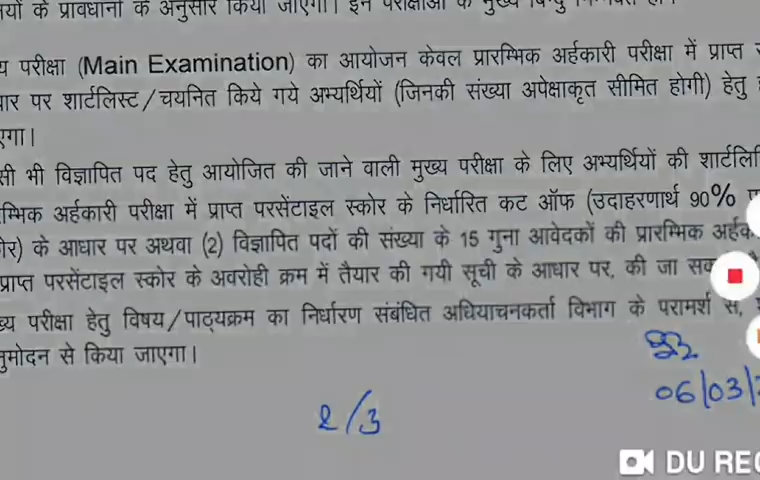 के प्रावधानों के अनुसार किया जाएगा। इन परीक्षाओं के मुख्य बिन्दु
परीक्षा (Main Examination) का आयोजन केवल प्रारम्भिक अर्हकारी परीक्षा में प्राप्त
पर शार्टलिस्ट/चयनित किये गये अभ्यर्थियों (जिनकी संख्या अपेक्षाकृत सीमित होगी) हेतु
एगा।
सी भी विज्ञापित पद हेतु आयोजित की जाने वाली मुख्य परीक्षा के लिए अभ्यर्थियों की शार्टलि
म्भिक अर्हकारी परीक्षा में प्राप्त परसेंटाइल स्कोर के निर्धारित कट ऑफ (उदाहरणार्थ 90%
ोर) के आधार पर अथवा (2) विज्ञापित पदों की संख्या के 15 गुना आवेदकों की प्रारम्भिक अर्हक
प्राप्त परसेंटाइल स्कोर के अवरोही क्रम में तैयार की गयी सूची के आधार पर, की जा सक
ख्य परीक्षा हेतु विषय/पाठ्यक्रम का निर्धारण संबंधित अधियाचनकर्ता विभाग के परामर्श से,
नुमोदन से किया जाएगा।
06/03/
2/3
DU REC